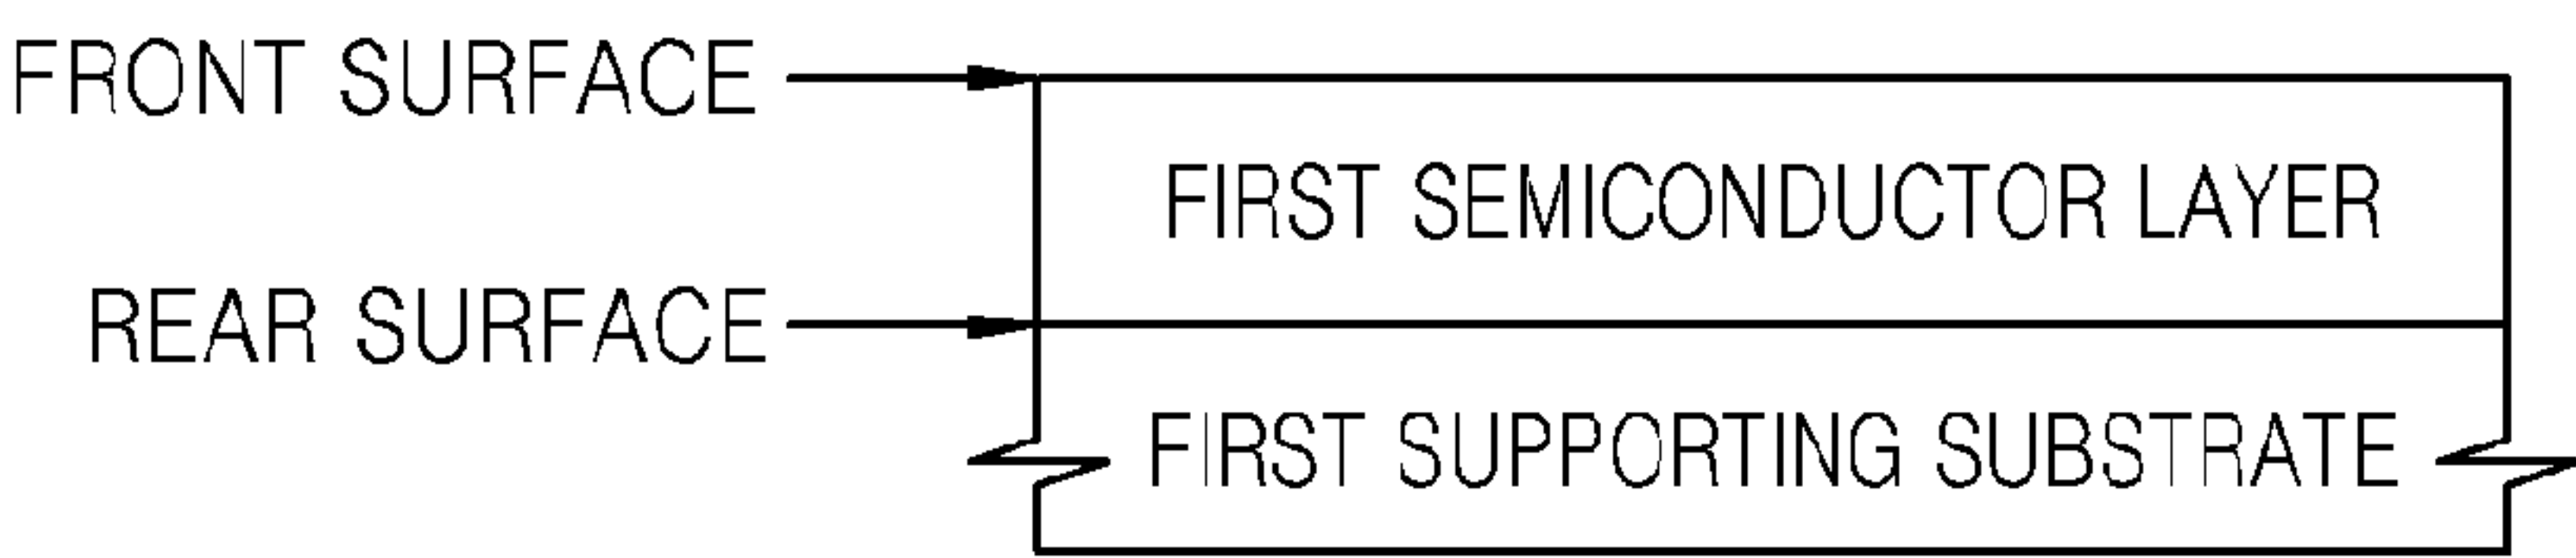 FRONT SURFACE
FIRST SEMICONDUCTOR LAYER
REAR SURFACE
FIRST SUPPORTING SUBSTRATE